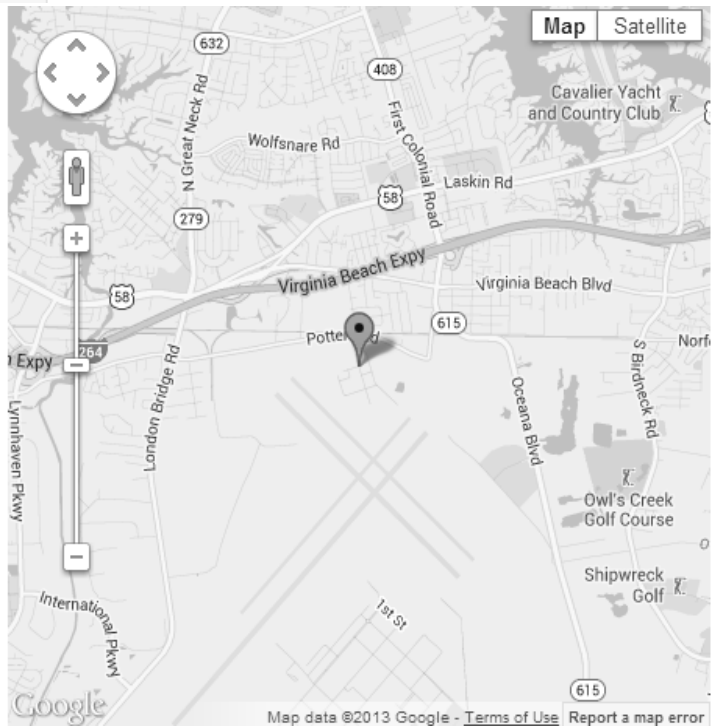 Map Satellite
632
408
Cavalier Yacht
and Country Club
N Great Neck Rd
First Colonial Road
Wolfsnare Rd
58
Laskin Rd
279
Virginia Beach Expy
58
Virginia Beach Blvd
615
264
Expy
London Bridge Rd
Oceana Blvd
S Birdneck Rd
Lynnhaven Pkwy
Owl's Creek
Golf Course
Shipwreck
Golf
International Pkwy
1st St
615
Google
Map data ©2013 Google - Terms of Use Report a map error